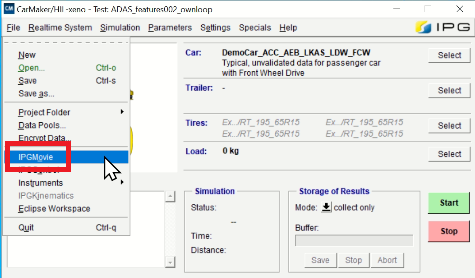 CarMaker/HIL -xeno - Test: ADAS_features002_ownloop
File Realtime System Simulation Parameters Settings Specials Help
IPG
New
Open... Ctrl-o
Save Ctrl-s
Save as...
Project Folder
Data Pools...
Encrypt Data...
IPGMovie
Instruments
IPGKinematics
Eclipse Workspace
Quit Ctrl-q
Car: DemoCar_ACC_AEB_LKAS_LDW_FCW
Typical, unvalidated data for passenger car
with Front Wheel Drive
Select
Trailer: -
Select
Tires: Ex../RT_195_65R15 Ex../RT_195_65R15
Ex../RT_195_65R15 Ex../RT_195_65R15
Select
Load: 0 kg
Select
Simulation
Status:
--
Time:
Distance:
Storage of Results
Mode: collect only
Buffer:
Save Stop Abort
Start
Stop